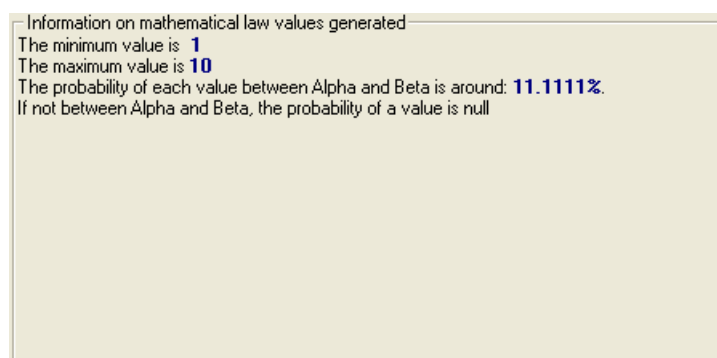 Information on mathematical law values generated
The minimum value is 1
The maximum value is 10
The probability of each value between Alpha and Beta is around: 11.1111%.
If not between Alpha and Beta, the probability of a value is null